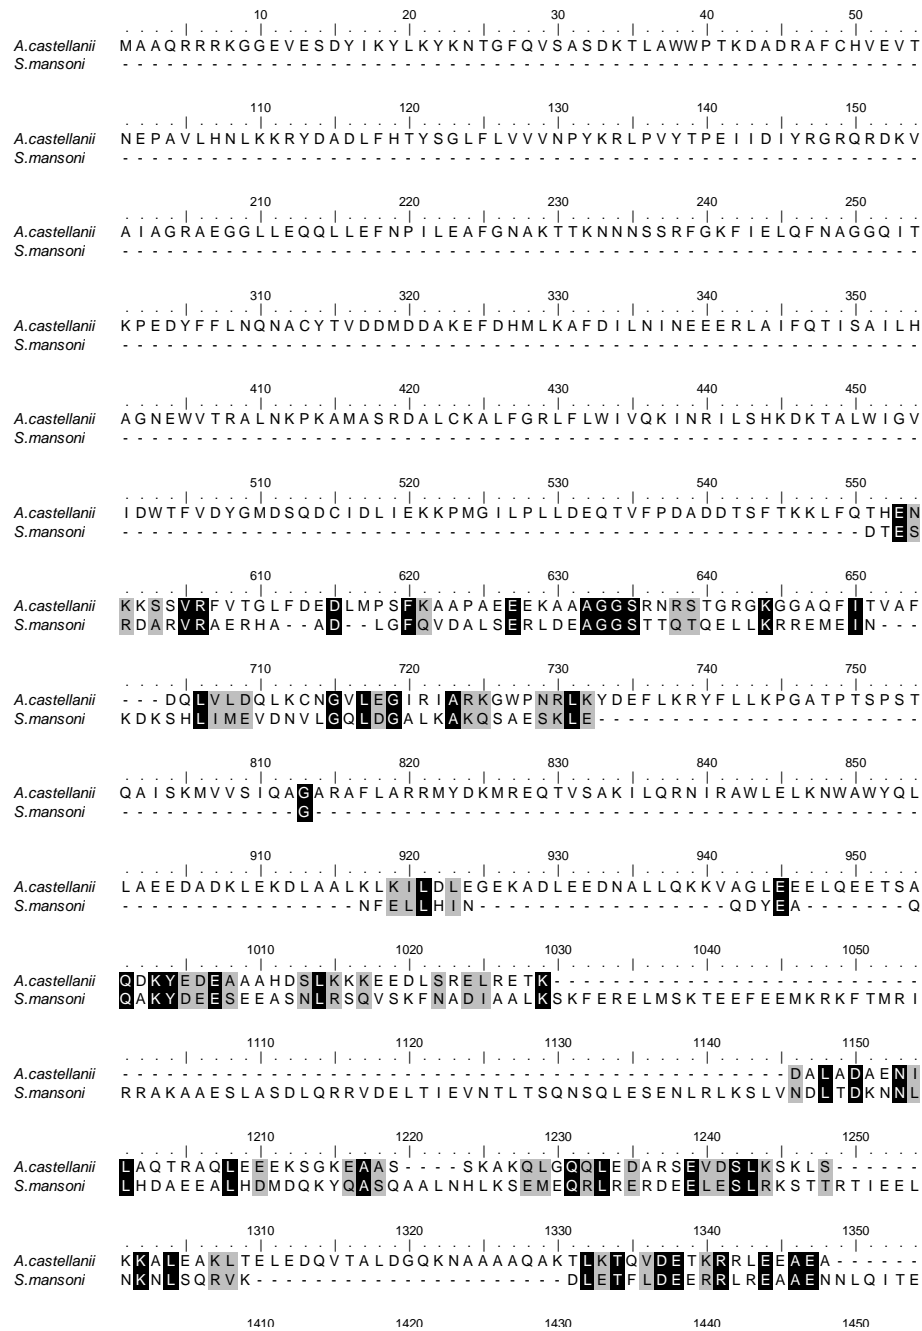 10 20 30 40 50
A.castellanii MAAQRRRKGGEVESDYIKYLKYKNTGFQVSASDKTLAWWPTKDADRAFCHVEVT
S.mansoni ------------------------------------------------------
110 120 130 140 150
A.castellanii NEPAVLHNLKKRYDADLFHTYSGLFLVVVNPYKRLPVYTPEIIDIYRGRQRDKV
S.mansoni ------------------------------------------------------
210 220 230 240 250
A.castellanii AIAGRAEGGLLEQQLLEFNPILEAFGNAKTTKNNNSSRFGKFIELQFNAGGQIT
S.mansoni ------------------------------------------------------
310 320 330 340 350
A.castellanii KPEDYFFLNQNACYTVDDMDDAKEFDHMLKAFDILNINEEERLAIFQTISAILH
S.mansoni ------------------------------------------------------
410 420 430 440 450
A.castellanii AGNEWVTRALNKPKAMASRDALCKALFGRLFLWIVQKINRILSHKDKTALWIGV
S.mansoni ------------------------------------------------------
510 520 530 540 550
A.castellanii IDWTFVDYGMDSQDCIDLIEKKPMGILPLLDEQTVFPDADDTSFTKKLFQTHEN
S.mansoni --------------------------------------------------DTES
610 620 630 640 650
A.castellanii KKSSVRFVTGLFDEDLMPSFKAAPAEEEKAAAGGSRNRSTGRGKGGAQFITVAF
S.mansoni RDARVRAERHA--AD--LGFQVDALSERLDEAGGSTTQTQELLKRREMEIN---
710 720 730 740 750
A.castellanii ---DQLVLDQLKCNGVLEGIRIARKGWPNRLKYDEFLKRYFLLKPGATPTSPST
S.mansoni KDKSHLIMEVDNVLGQLDGALKAKQSAESKLE----------------------
810 820 830 840 850
A.castellanii QAISKMVVSIQAGARAFLARRMYDKMREQTVSAKILQRNIRAWLELKNWAWYQL
S.mansoni ------------G-----------------------------------------
910 920 930 940 950
A.castellanii LAEEDADKLEKDLAALKLKILDLEGEKADLEEDNALLQKKVAGLEEELQEETSA
S.mansoni ----------------NFELLHIN-----------------QDYEA-------Q
1010 1020 1030 1040 1050
A.castellanii QDKYEDEAAAHDSLKKKEEDLSRELRETK-------------------------
S.mansoni QAKYDEESEEASNLRSQVSKFNADIAALKSKFERELMSKTEEFEEMKRKFTMRI
1110 1120 1130 1140 1150
A.castellanii ---------------------------------------------DALADAENI
S.mansoni RRAKAAESLASDLQRRVDELTIEVNTLTSQNSQLESENLRLKSLVNDLTDKNNL
1210 1220 1230 1240 1250
A.castellanii LAQTRAQLEEEKSGKEAAS----SKAKQLGQQLEDARSEVDSLKSKLS------
S.mansoni LHDAEEALHDMDQKYQASQAALNHLKSEMEQRLRERDEELESLRKSTTRTIEEL
1310 1320 1330 1340 1350
A.castellanii KKALEAKLTELEDQVTALDGQKNAAAAQAKTLKTQVDETKRRLEEAEA------
S.mansoni NKNLSQRVK---------------------DLETFLDEERRLREAAENNLQITE
1410 1420 1430 1440 1450